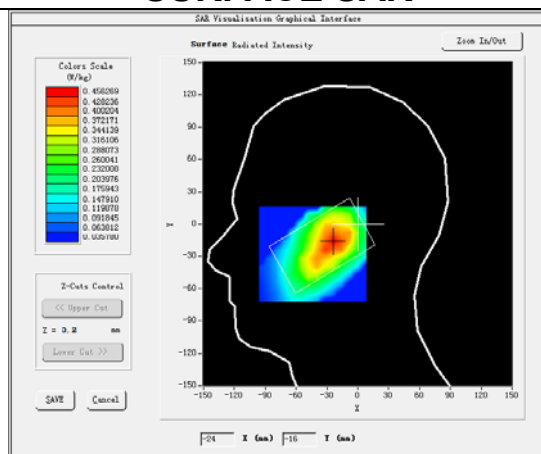 SURFACE SAR
SAR Visualisation Graphical Interface
Surface Radiated Intensity
Zoom In/Out
Colors Scale
(W/kg)
0.456269
0.428236
0.400204
0.372171
0.344139
0.316106
0.288073
0.260041
0.232008
0.203976
0.175943
0.147910
0.119878
0.091845
0.063812
0.035780
150
120
90
60
30
0
-30
-60
-90
-120
-150
Y
-150 -120 -90 -60 -30 0 30 60 90 120 150
X
Z-Cuts Control
<< Upper Cut
Z = 0.2 mm
Lower Cut >>
SAVE Cancel
-24 X (mm) -16 Y (mm)